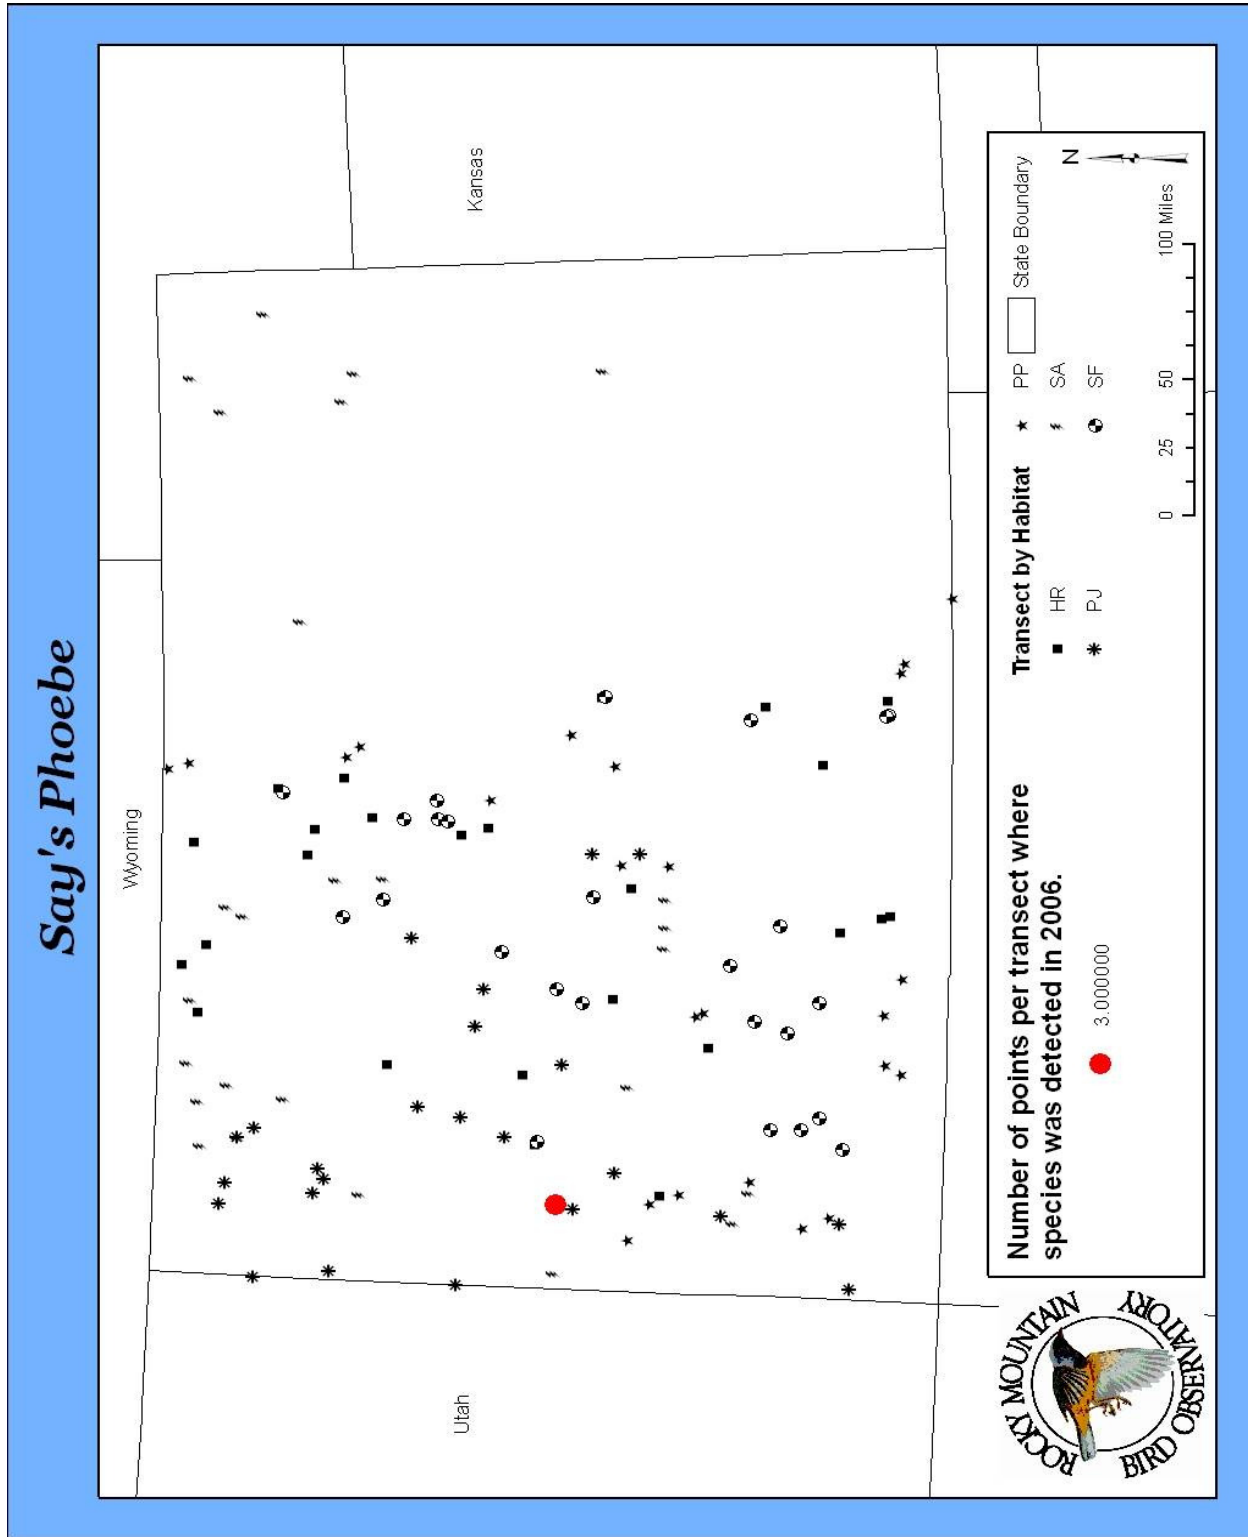 Say's Phoebe
Wyoming
Kansas
Utah
Number of points per transect where
species was detected in 2006.
3.000000
Transect by Habitat
HR
PJ
PP
SA
SF
State Boundary
N
0 25 50 100 Miles
ROCKY MOUNTAIN
BIRD OBSERVATORY